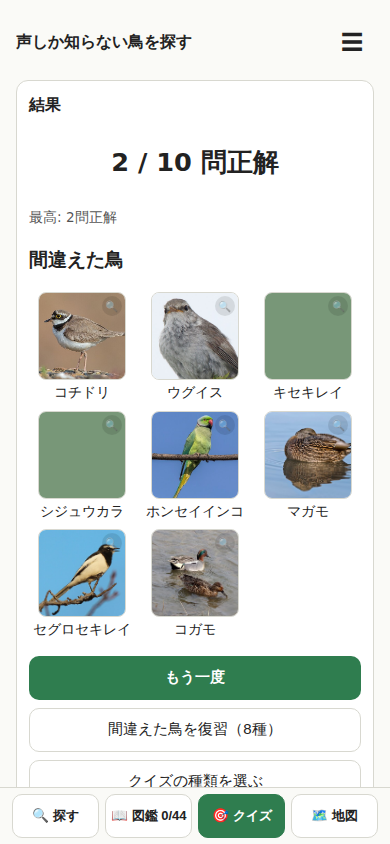 声しか知らない鳥を探す
結果
2 / 10 問正解
最高: 2問正解
間違えた鳥
コチドリ
ウグイス
キセキレイ
シジュウカラ
ホンセイインコ
マガモ
セグロセキレイ
コガモ
もう一度
間違えた鳥を復習（8種）
クイズの種類を選ぶ
探す
図鑑 0/44
クイズ
地図